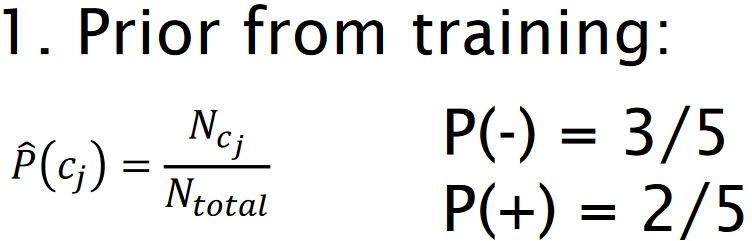 1. Prior from training:
P̂(c_j) = N_{c_j} / N_{total}
P(-) = 3/5
P(+) = 2/5